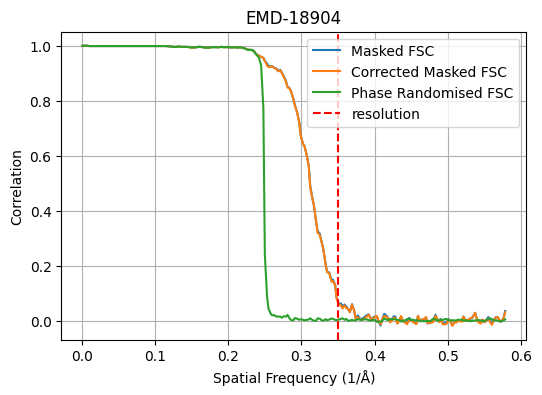 EMD-18904
Masked FSC
Corrected Masked FSC
Phase Randomised FSC
resolution
Correlation
1.0
0.8
0.6
0.4
0.2
0.0
0.0 0.1 0.2 0.3 0.4 0.5 0.6
Spatial Frequency (1/Å)